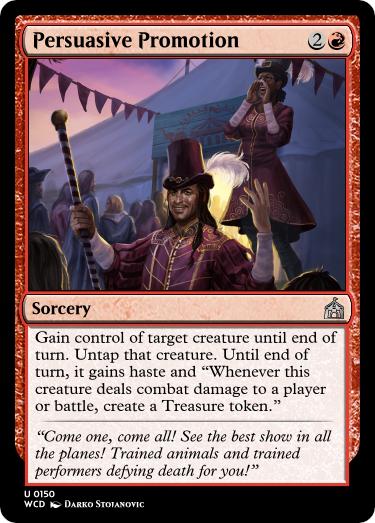 Persuasive Promotion 2
Sorcery
Gain control of target creature until end of
turn. Untap that creature. Until end of
turn, it gains haste and “Whenever this
creature deals combat damage to a player
or battle, create a Treasure token.”
“Come one, come all! See the best show in all
the planes! Trained animals and trained
performers defying death for you!”
U 0150
WCD Darko Stojanovic